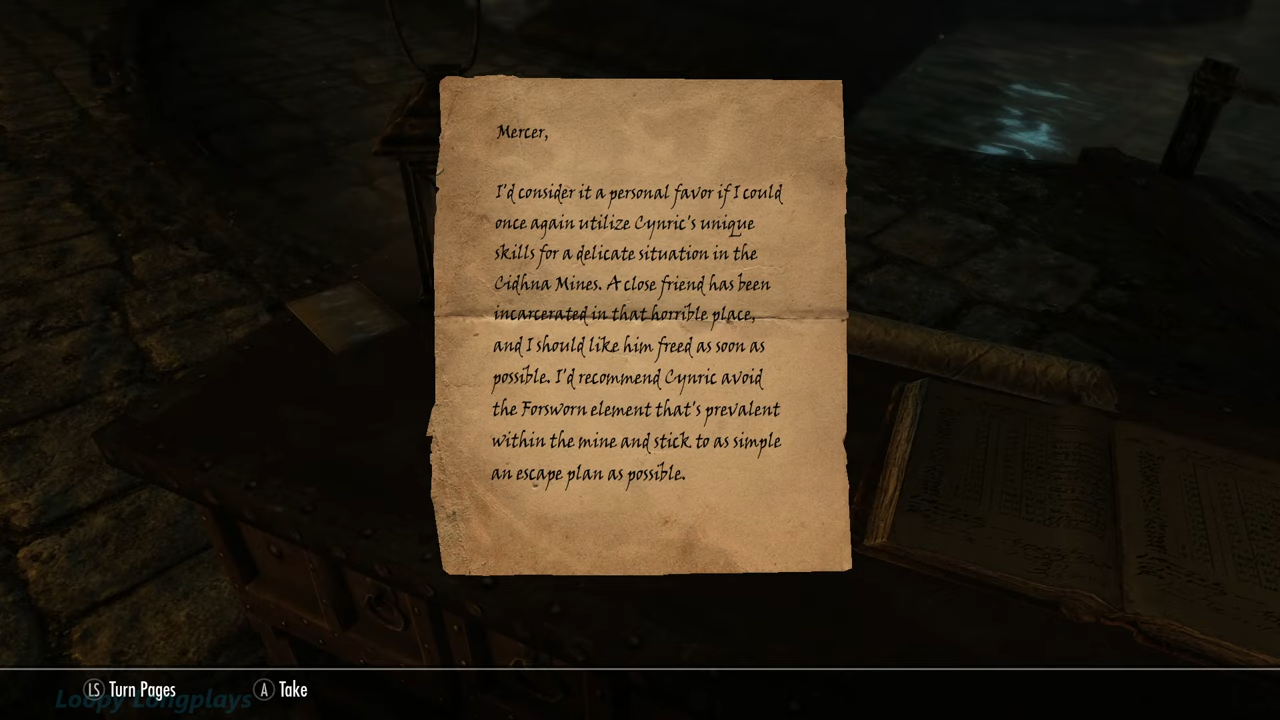 Mercer,
I'd consider it a personal favor if I could
once again utilize Cynric's unique
skills for a delicate situation in the
Cidhna Mines. A close friend has been
incarcerated in that horrible place,
and I should like him freed as soon as
possible. I'd recommend Cynric avoid
the Forsworn element that's prevalent
within the mine and stick to as simple
an escape plan as possible.
LS Turn Pages A Take
Loopy Longplays